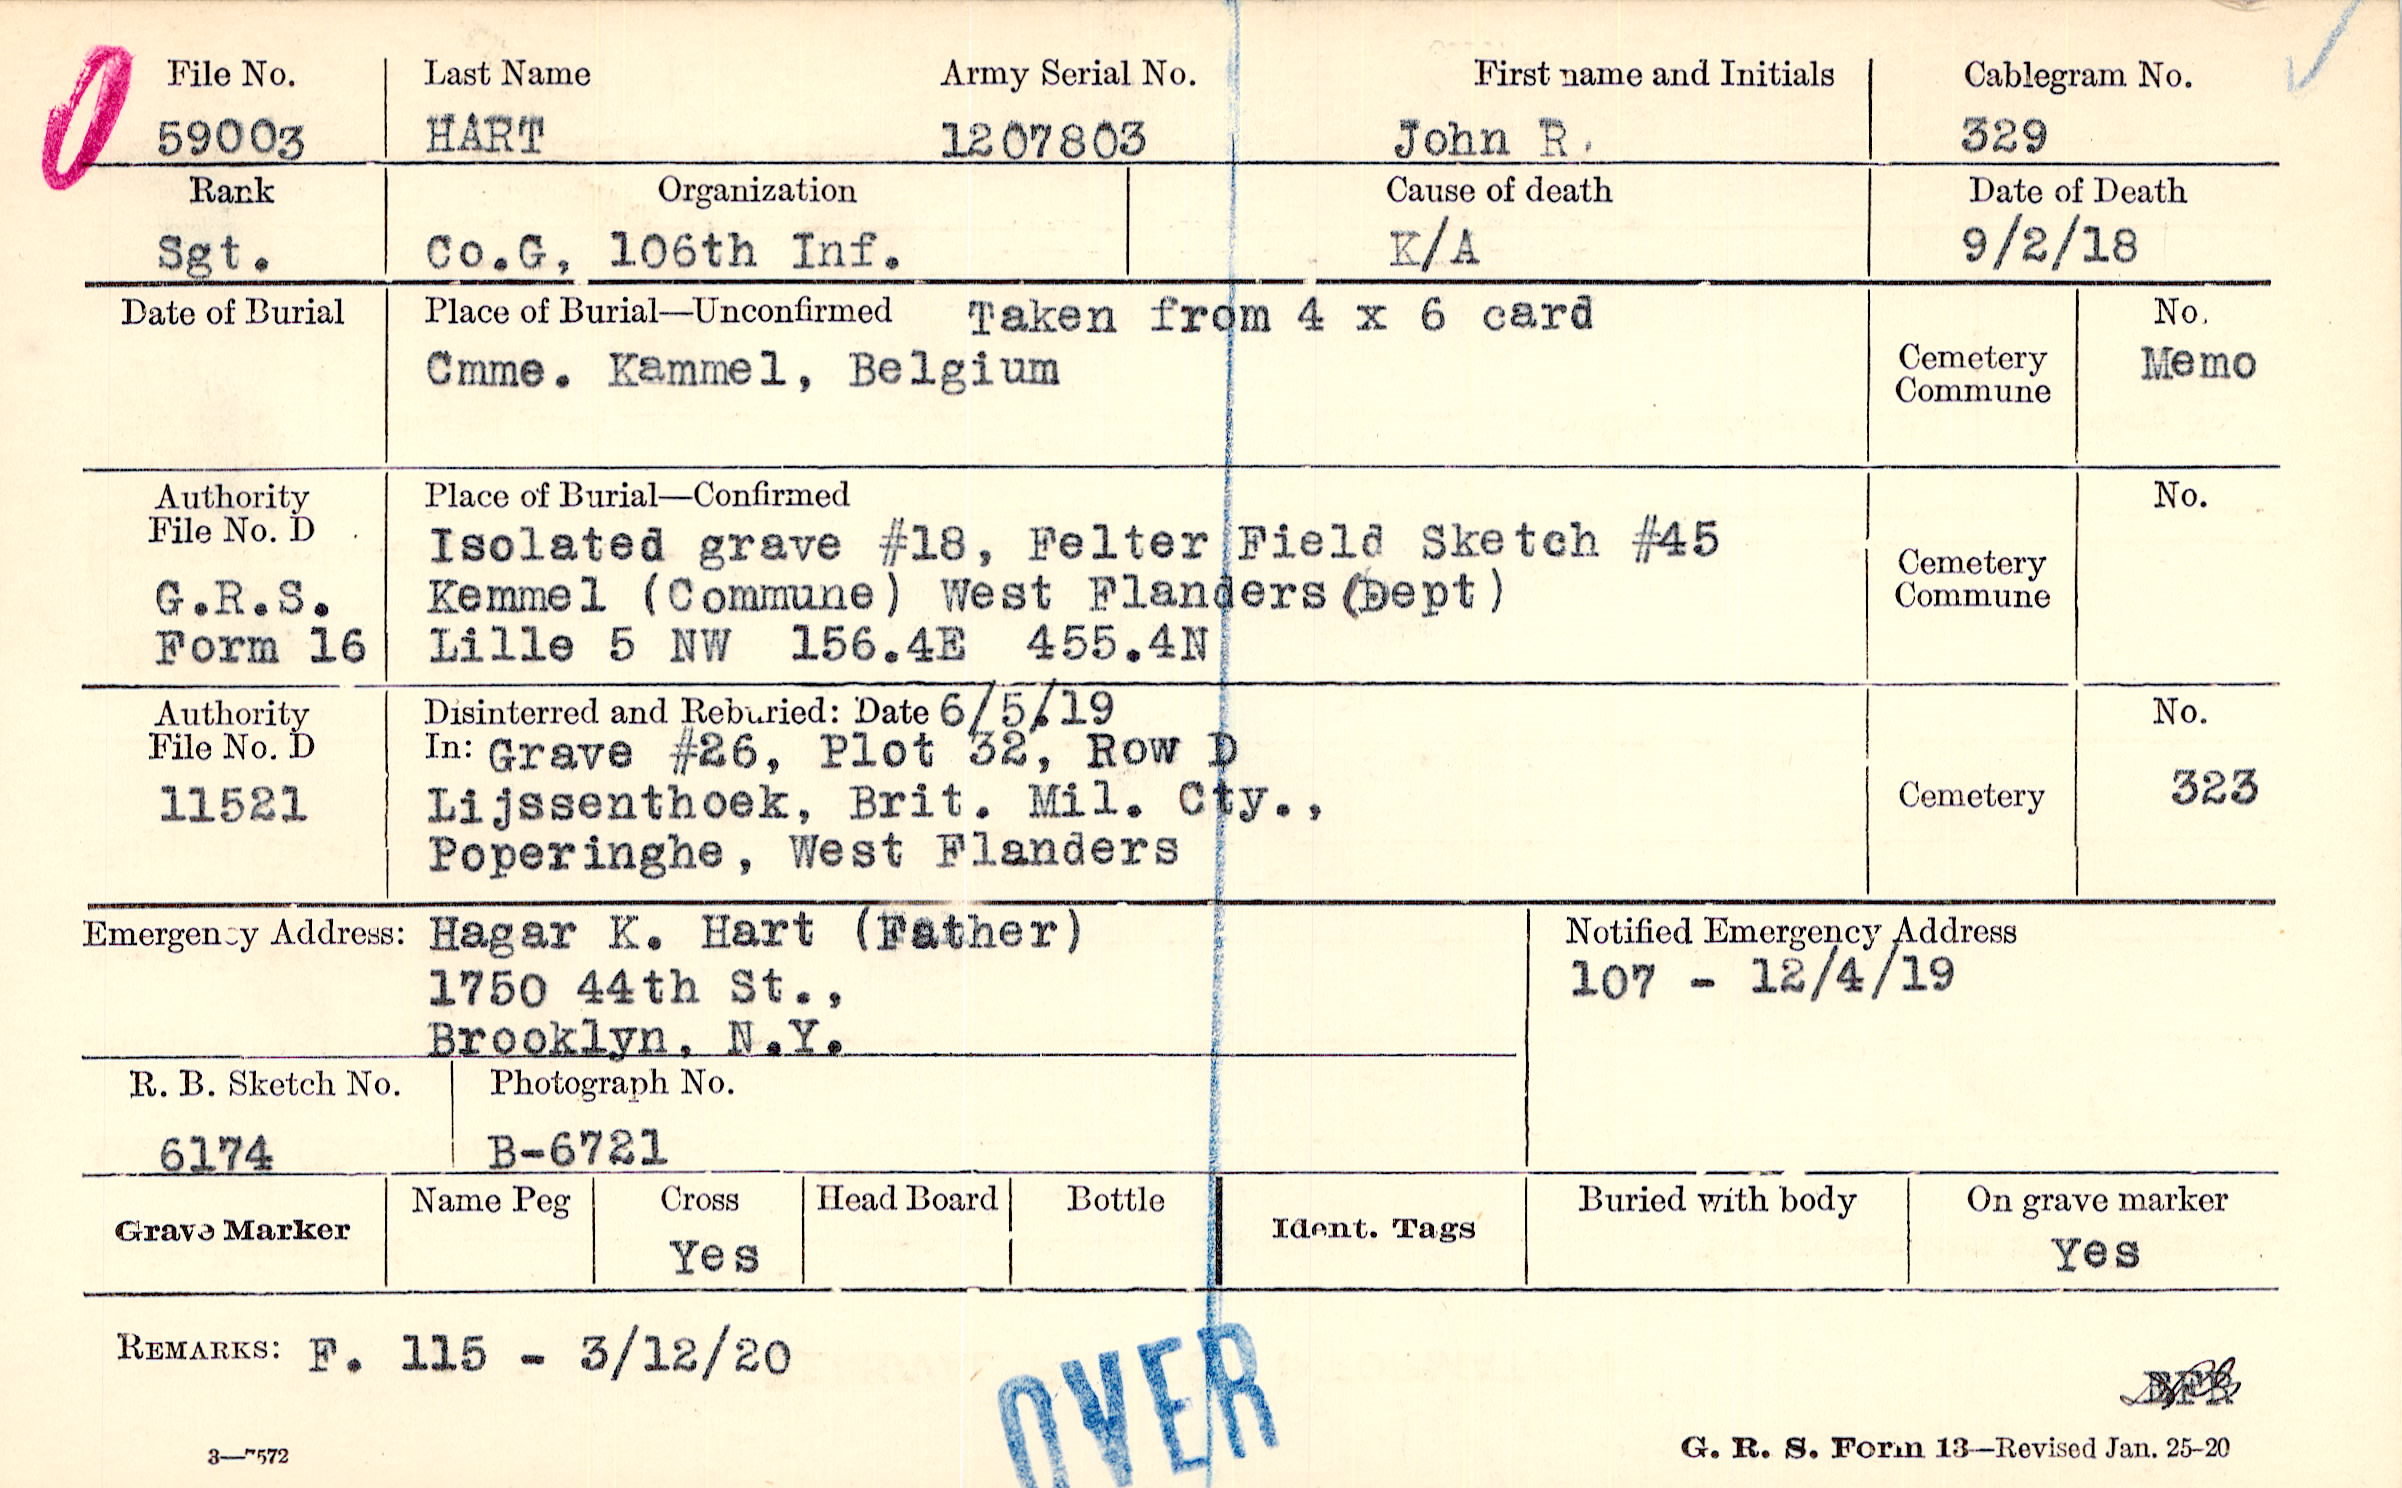 File No. Last Name Army Serial No. First name and Initials Cablegram No.
59003 HART 1207803 John R. 329
Rank Organization Cause of death Date of Death
Sgt. Co.G, 106th Inf. K/A 9/2/18
Date of Burial Place of Burial—Unconfirmed Taken from 4 x 6 card No.
Cmme. Kammel, Belgium Cemetery Commune Memo
Authority File No. D Place of Burial—Confirmed No.
Isolated grave #18, Felter Field Sketch #45
G.R.S. Kemmel (Commune) West Flanders (Dept) Cemetery Commune
Form 16 Lille 5 NW 156.4E 455.4N
Authority File No. D Disinterred and Reburied: Date 6/5/19 No.
In: Grave #26, Plot 32, Row D
11521 Lijssenthoek, Brit. Mil. Cty., Cemetery 323
Poperinghe, West Flanders
Emergency Address: Hagar K. Hart (Father) Notified Emergency Address
1750 44th St., 107 - 12/4/19
Brooklyn, N.Y.
R. B. Sketch No. Photograph No.
6174 B-6721
Grave Marker Name Peg Cross Head Board Bottle Ident. Tags Buried with body On grave marker
Yes Yes
REMARKS: F. 115 - 3/12/20
OVER
3—7572 G. R. S. Form 13—Revised Jan. 25-20